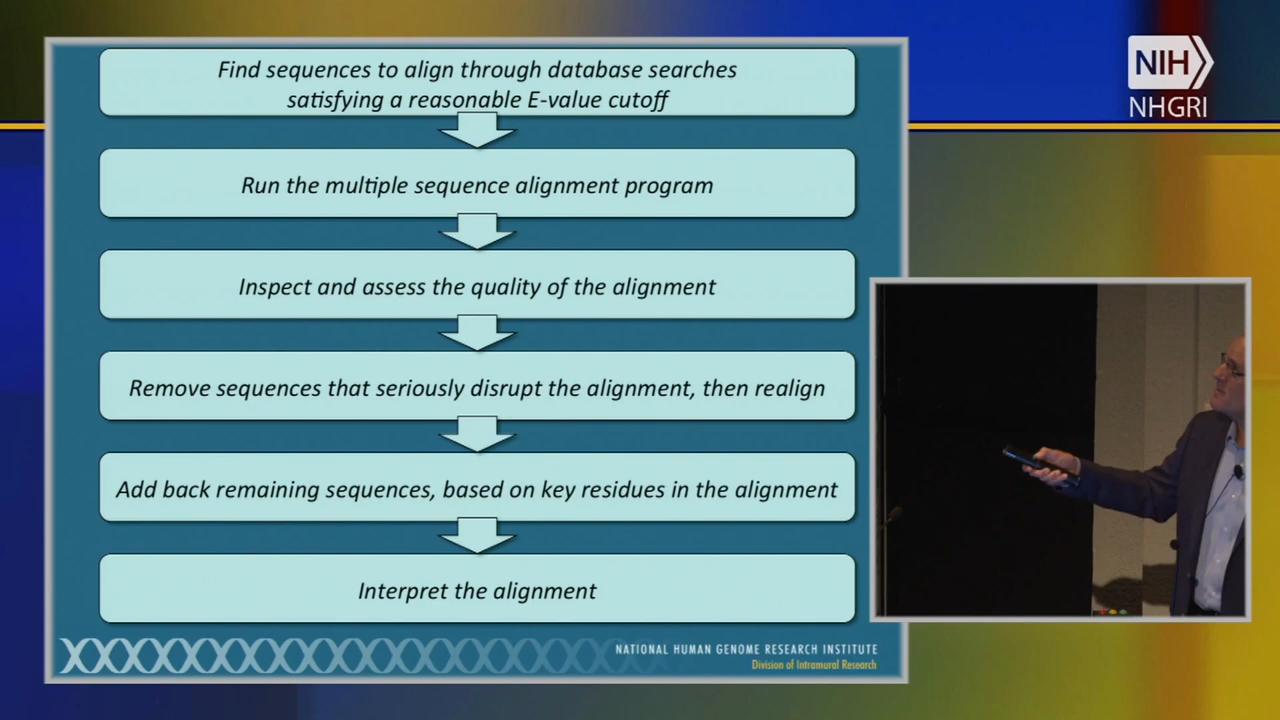 Find sequences to align through database searches
satisfying a reasonable E-value cutoff
Run the multiple sequence alignment program
Inspect and assess the quality of the alignment
Remove sequences that seriously disrupt the alignment, then realign
Add back remaining sequences, based on key residues in the alignment
Interpret the alignment
NATIONAL HUMAN GENOME RESEARCH INSTITUTE
Division of Intramural Research
NIH
NHGRI